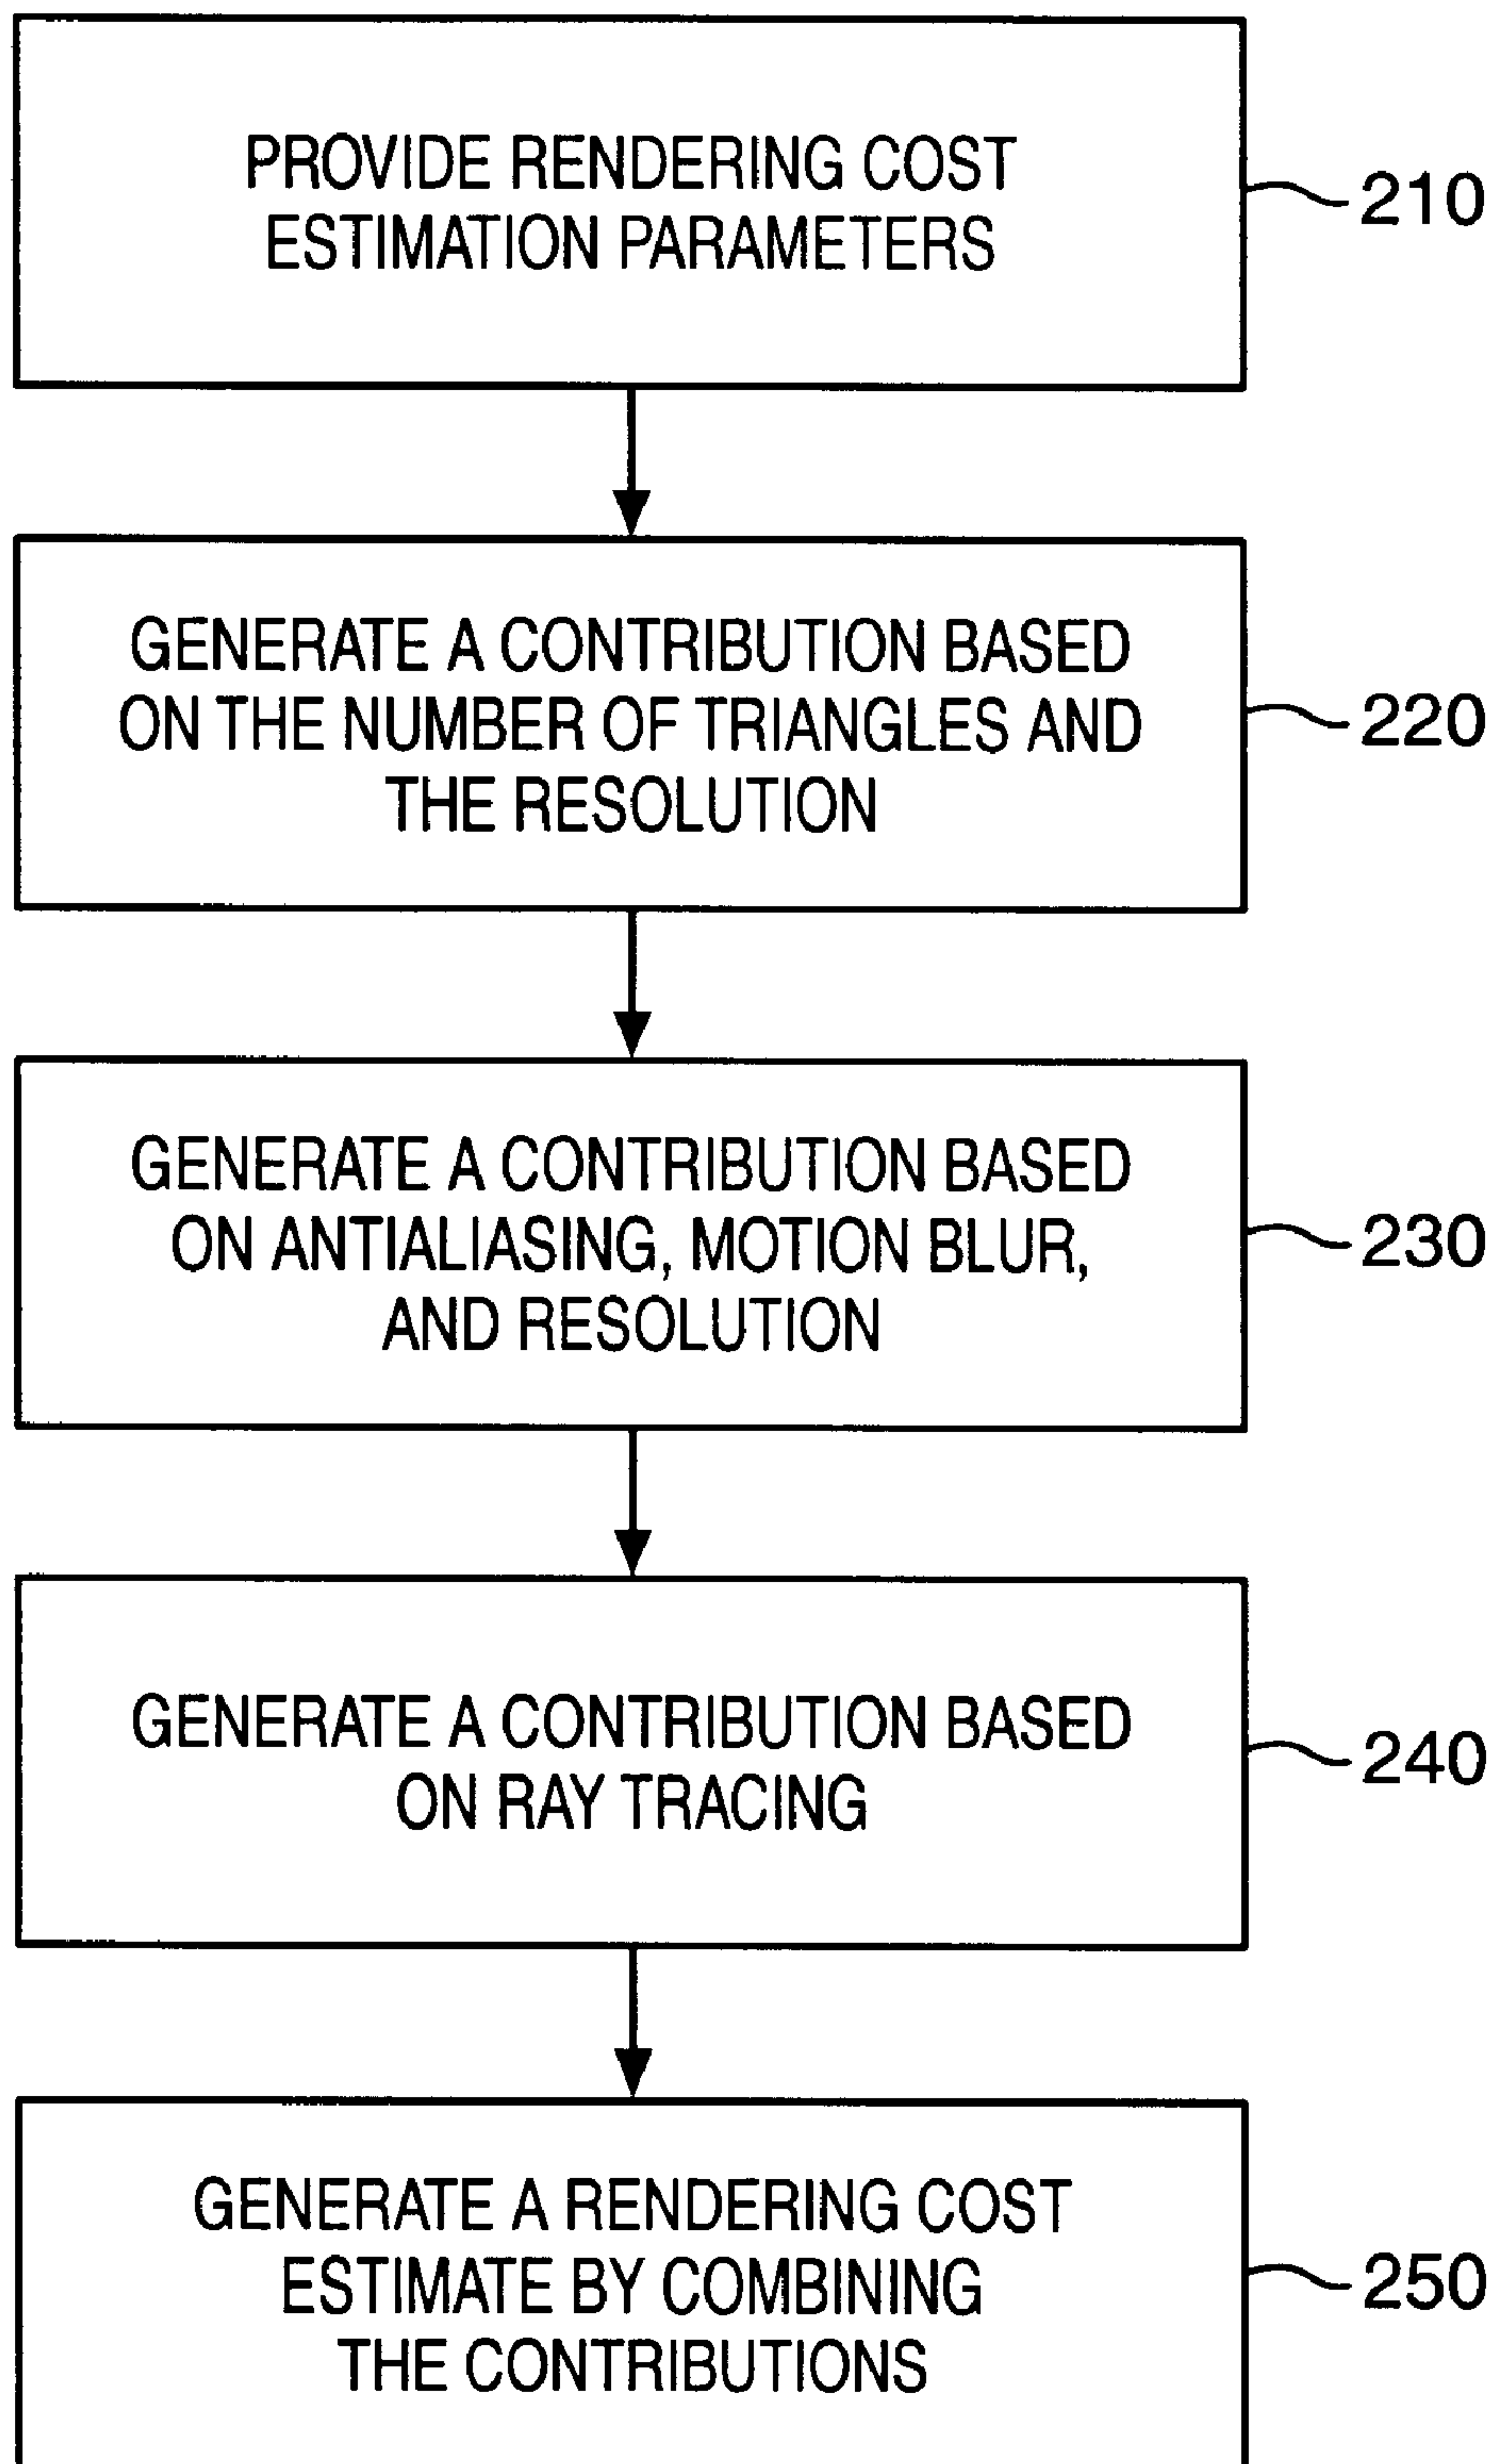 PROVIDE RENDERING COST
ESTIMATION PARAMETERS
210
GENERATE A CONTRIBUTION BASED
ON THE NUMBER OF TRIANGLES AND
THE RESOLUTION
220
GENERATE A CONTRIBUTION BASED
ON ANTIALIASING, MOTION BLUR,
AND RESOLUTION
230
GENERATE A CONTRIBUTION BASED
ON RAY TRACING
240
GENERATE A RENDERING COST
ESTIMATE BY COMBINING
THE CONTRIBUTIONS
250